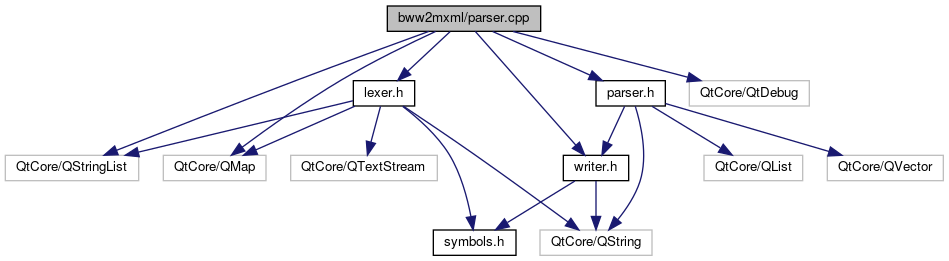 bww2mxml/parser.cpp
lexer.h
parser.h
QtCore/QtDebug
QtCore/QStringList
QtCore/QMap
QtCore/QTextStream
writer.h
QtCore/QList
QtCore/QVector
symbols.h
QtCore/QString